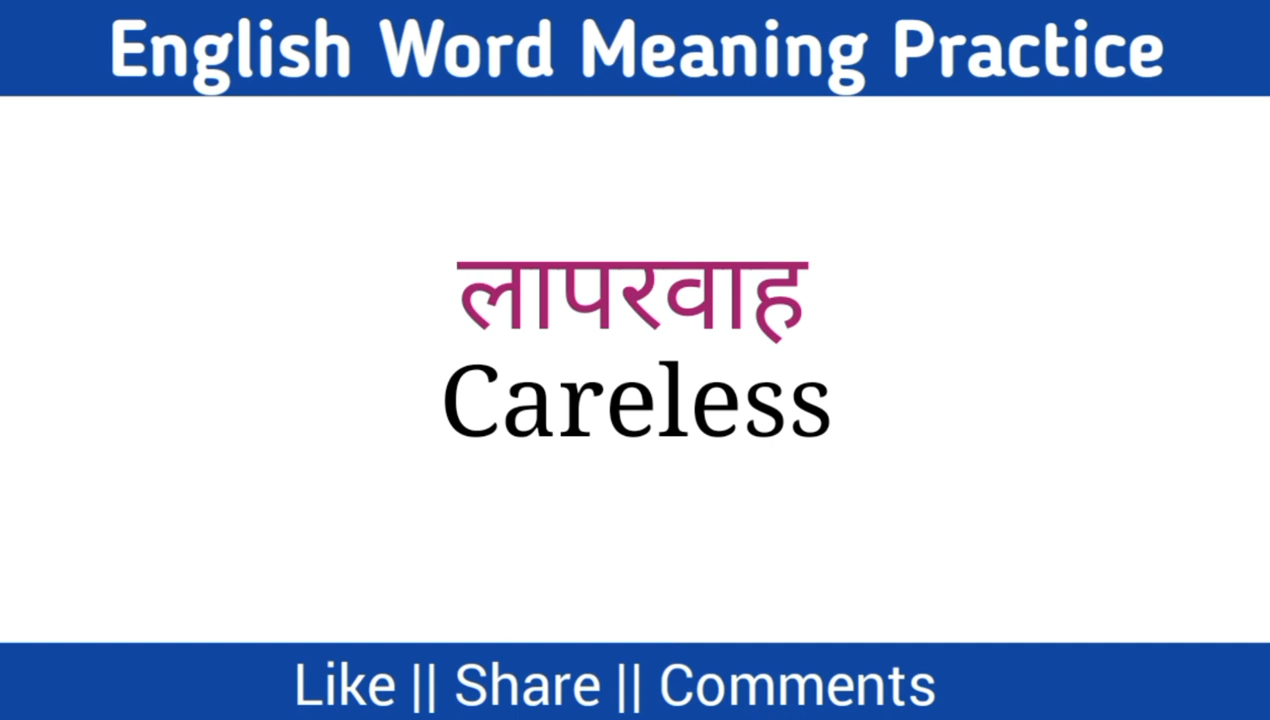 English Word Meaning Practice
लापरवाह
Careless
Like || Share || Comments